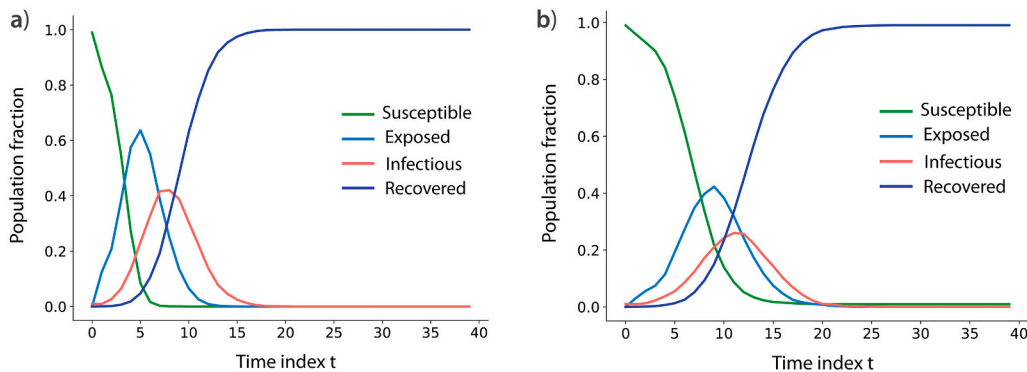 a)
1.0
0.8
0.6
0.4
0.2
0.0
Population fraction
Susceptible
Exposed
Infectious
Recovered
0 5 10 15 20 25 30 35 40
Time index t
b)
1.0
0.8
0.6
0.4
0.2
0.0
Population fraction
Susceptible
Exposed
Infectious
Recovered
0 5 10 15 20 25 30 35 40
Time index t